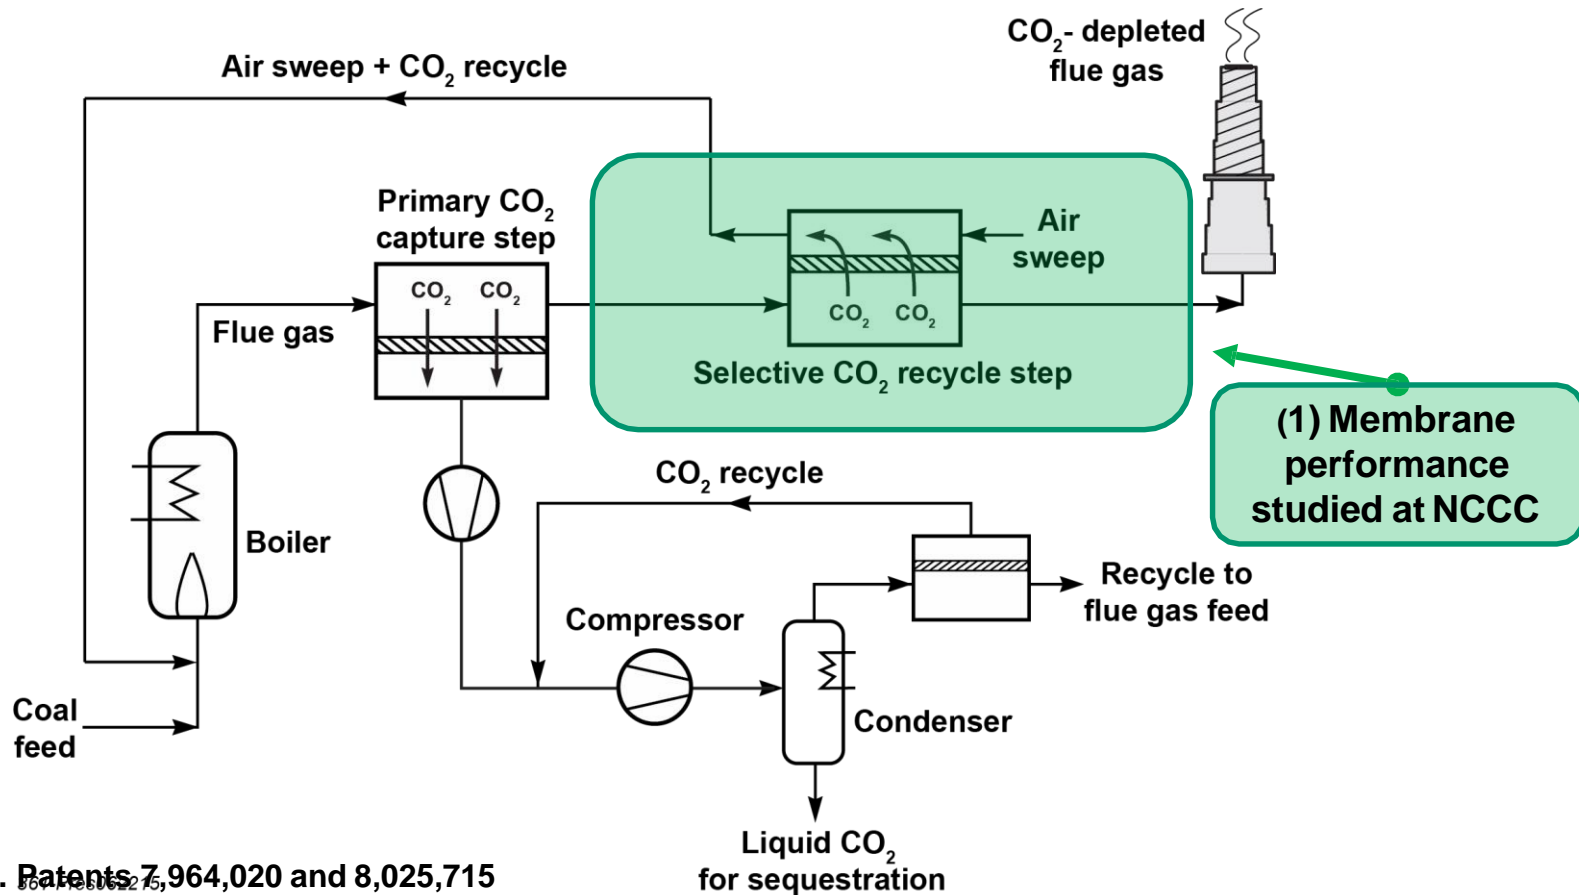 CO2- depleted
flue gas
Air sweep + CO2 recycle
Primary CO2
capture step
Air
sweep
CO2 CO2
CO2 CO2
Flue gas
Selective CO2 recycle step
(1) Membrane
performance
studied at NCCC
CO2 recycle
Boiler
Recycle to
flue gas feed
Compressor
Coal
feed
Condenser
Liquid CO2
for sequestration
. Patents 7,964,020 and 8,025,715